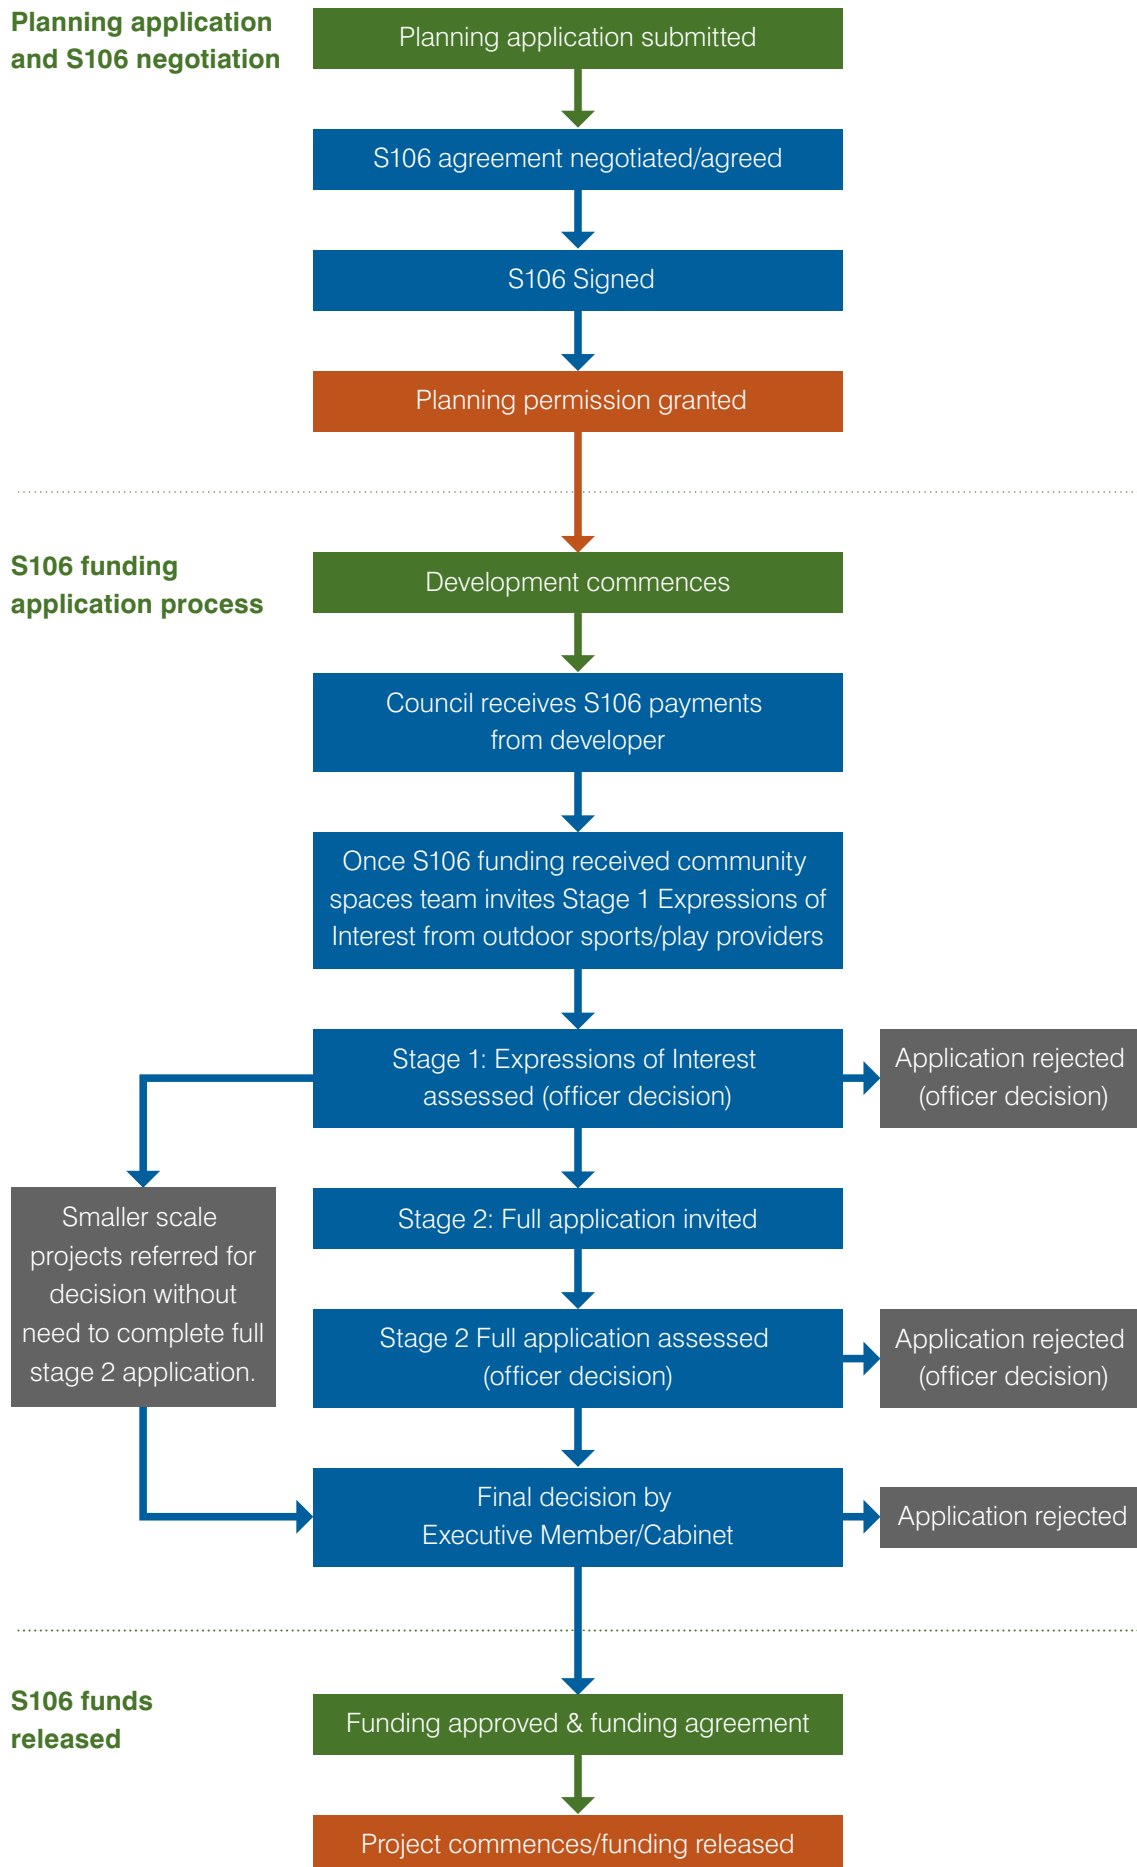 Planning application
and S106 negotiation
Planning application submitted
S106 agreement negotiated/agreed
S106 Signed
Planning permission granted
S106 funding
application process
Development commences
Council receives S106 payments
from developer
Once S106 funding received community
spaces team invites Stage 1 Expressions of
Interest from outdoor sports/play providers
Stage 1: Expressions of Interest
assessed (officer decision)
Application rejected
(officer decision)
Smaller scale
projects referred for
decision without
need to complete full
stage 2 application.
Stage 2: Full application invited
Stage 2 Full application assessed
(officer decision)
Application rejected
(officer decision)
Final decision by
Executive Member/Cabinet
Application rejected
S106 funds
released
Funding approved & funding agreement
Project commences/funding released